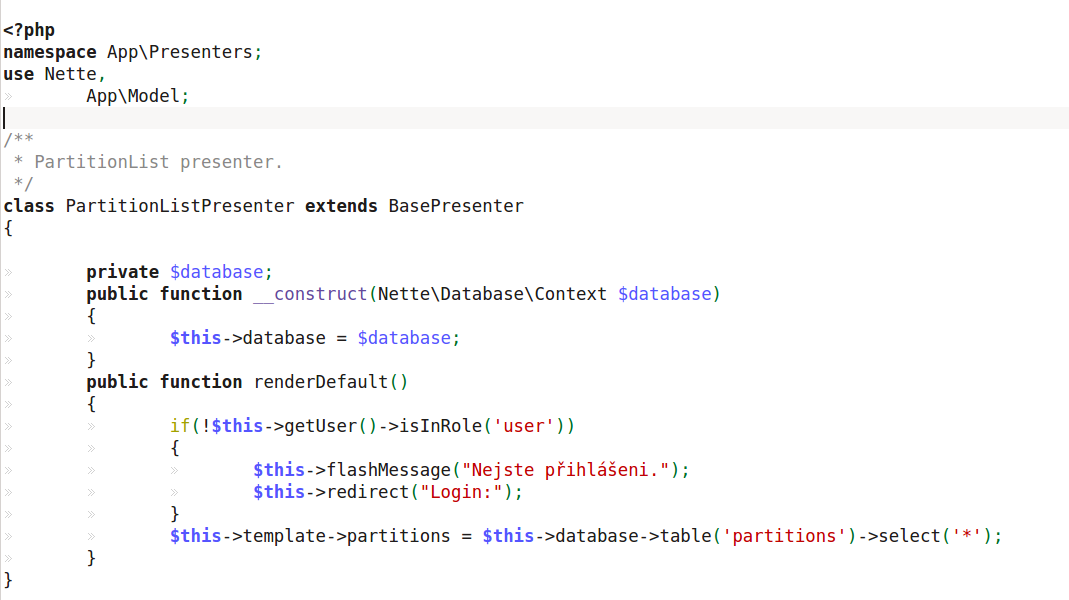 <?php
namespace App\Presenters;
use Nette,
	App\Model;

/**
 * PartitionList presenter.
 */
class PartitionListPresenter extends BasePresenter
{

	private $database;
	public function __construct(Nette\Database\Context $database)
	{
		$this->database = $database;
	}
	public function renderDefault()
	{
		if(!$this->getUser()->isInRole('user'))
		{
			$this->flashMessage("Nejste přihlášeni.");
			$this->redirect("Login:");
		}
		$this->template->partitions = $this->database->table('partitions')->select('*');
	}
}